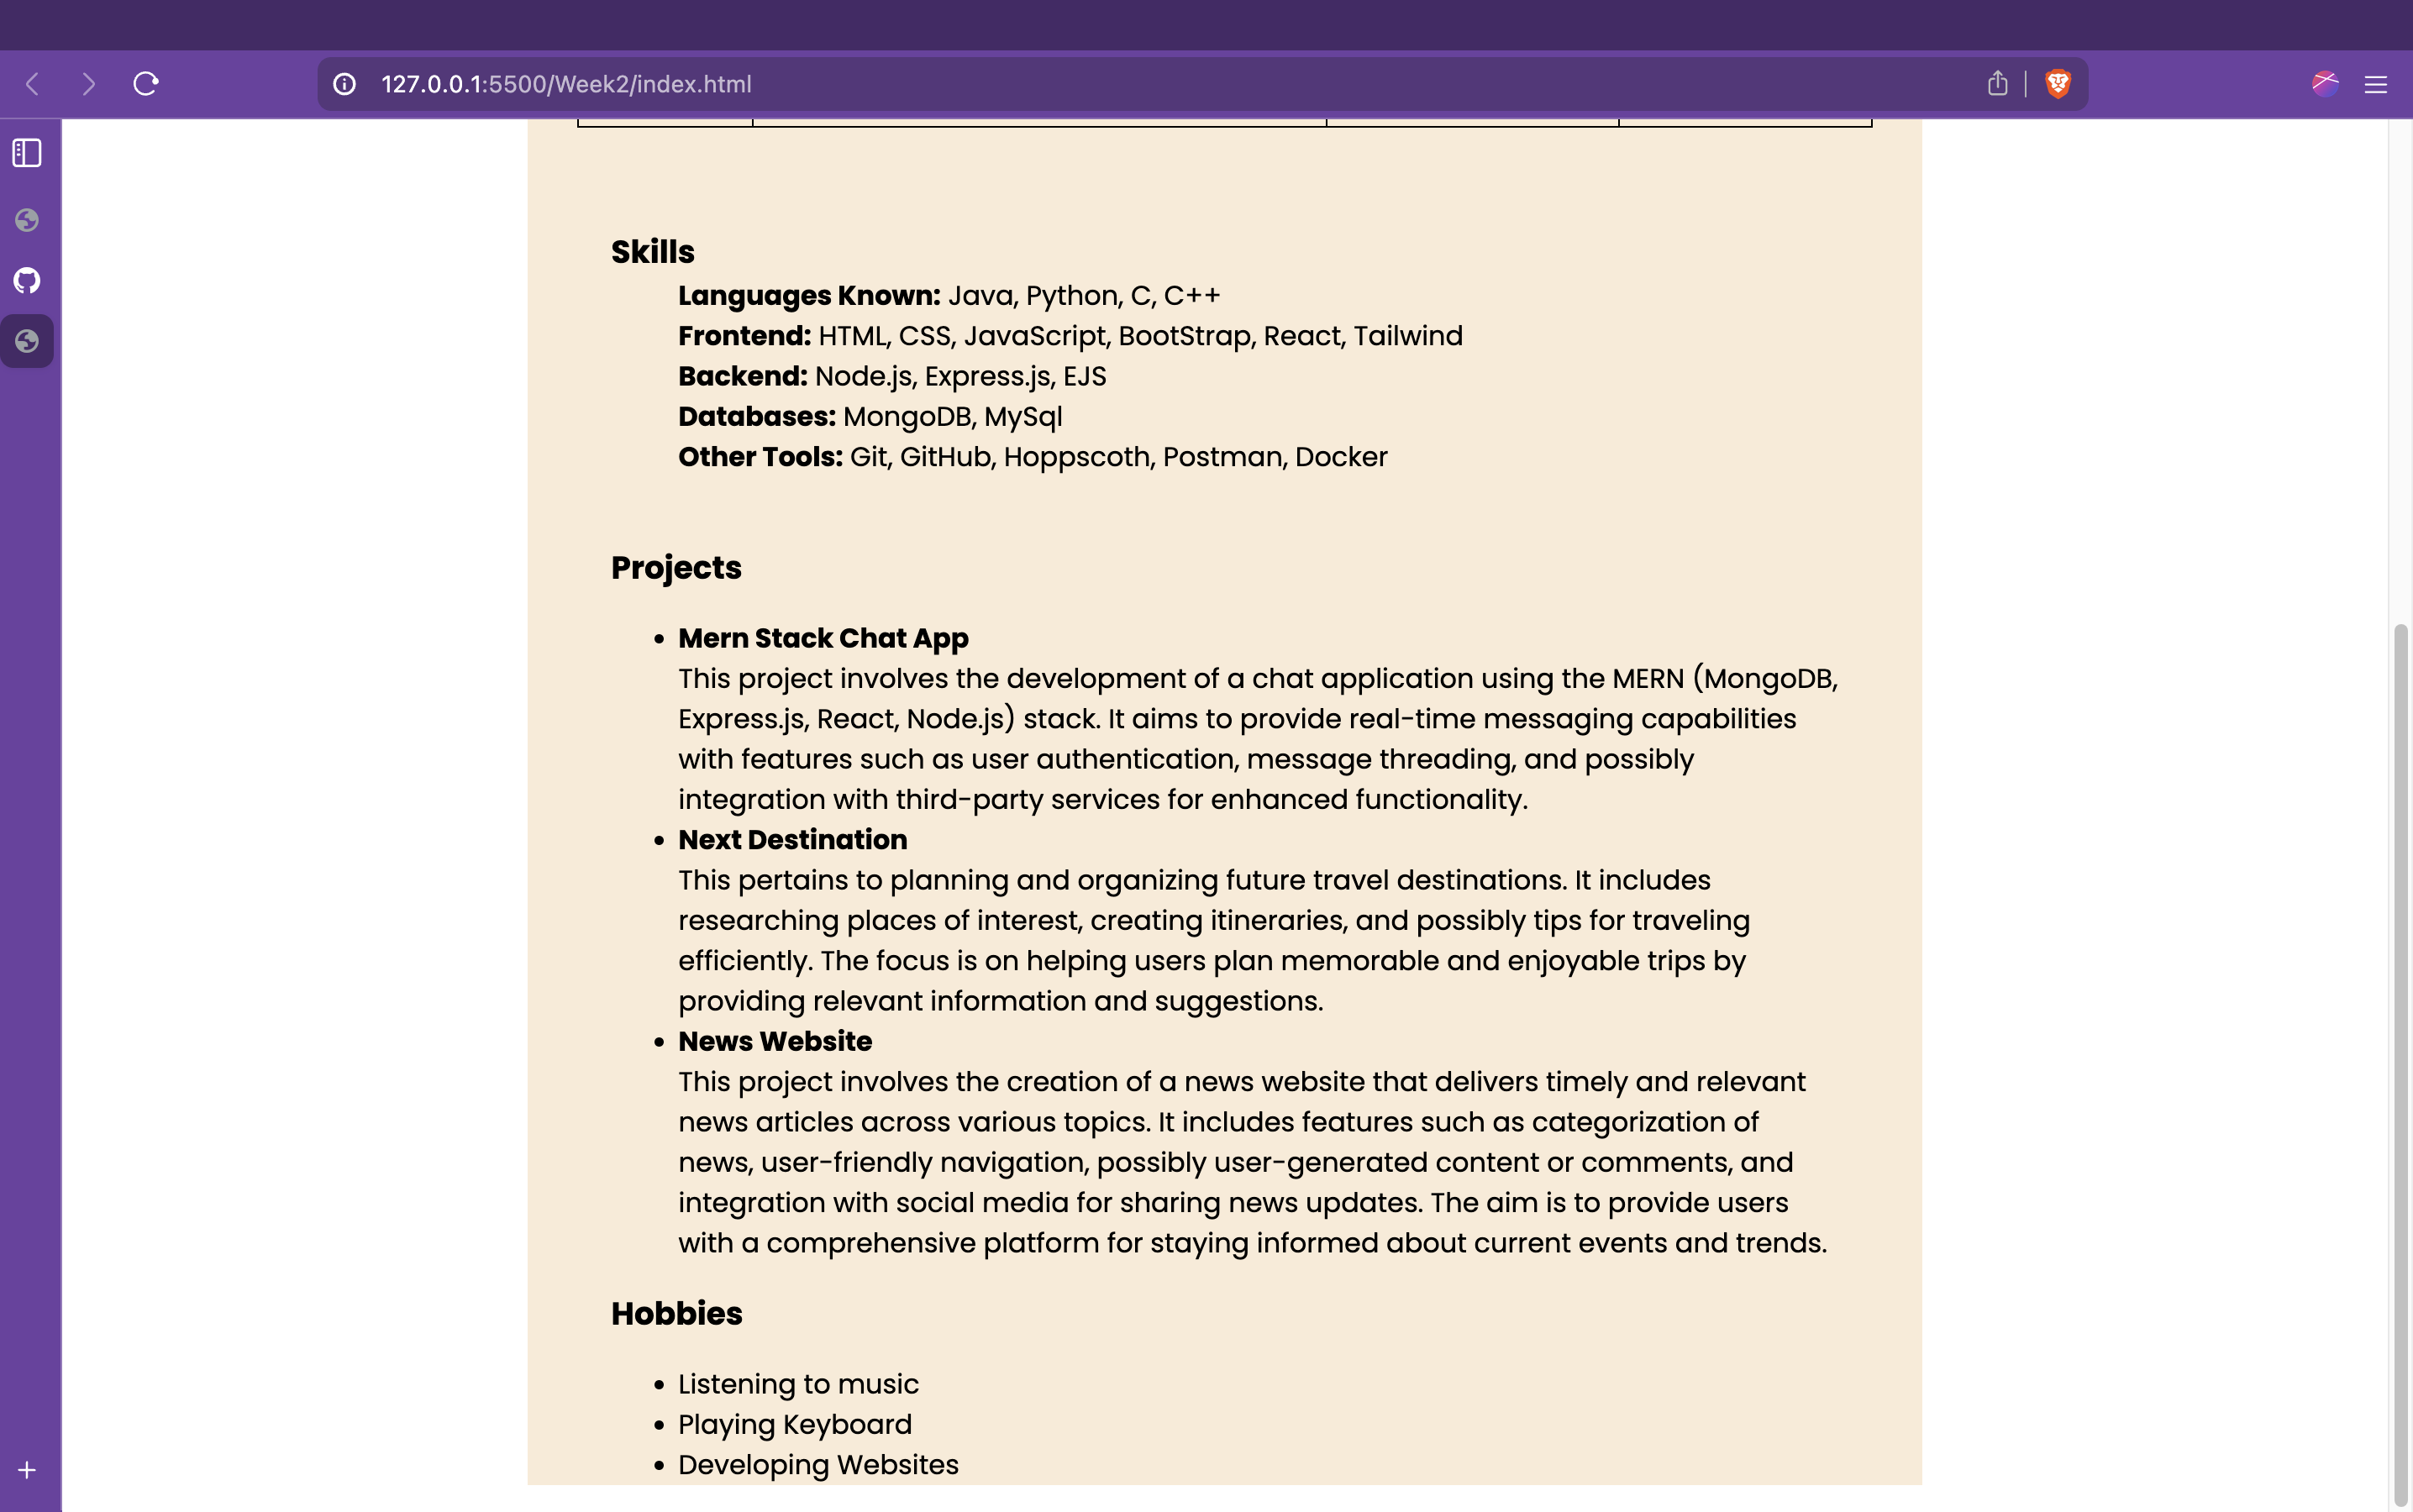 127.0.0.1:5500/Week2/index.html
Skills
Languages Known: Java, Python, C, C++
Frontend: HTML, CSS, JavaScript, BootStrap, React, Tailwind
Backend: Node.js, Express.js, EJS
Databases: MongoDB, MySql
Other Tools: Git, GitHub, Hoppscoth, Postman, Docker
Projects
• Mern Stack Chat App
This project involves the development of a chat application using the MERN (MongoDB,
Express.js, React, Node.js) stack. It aims to provide real-time messaging capabilities
with features such as user authentication, message threading, and possibly
integration with third-party services for enhanced functionality.
• Next Destination
This pertains to planning and organizing future travel destinations. It includes
researching places of interest, creating itineraries, and possibly tips for traveling
efficiently. The focus is on helping users plan memorable and enjoyable trips by
providing relevant information and suggestions.
• News Website
This project involves the creation of a news website that delivers timely and relevant
news articles across various topics. It includes features such as categorization of
news, user-friendly navigation, possibly user-generated content or comments, and
integration with social media for sharing news updates. The aim is to provide users
with a comprehensive platform for staying informed about current events and trends.
Hobbies
• Listening to music
• Playing Keyboard
• Developing Websites